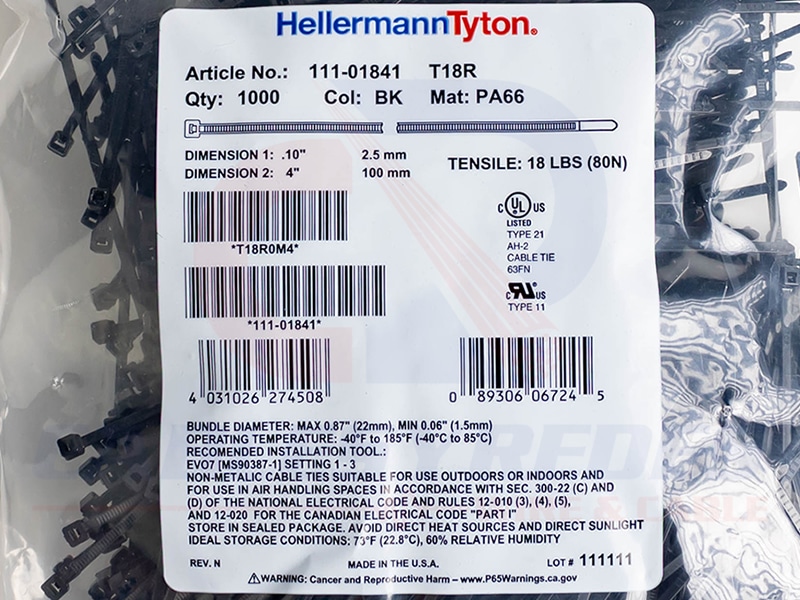 HellermannTyton®
Article No.: 111-01841 T18R
Qty: 1000 Col: BK Mat: PA66
DIMENSION 1: .10" 2.5 mm
DIMENSION 2: 4" 100 mm
TENSILE: 18 LBS (80N)
*T18R0M4*
*111-01841*
C UL US
LISTED
TYPE 21
AH-2
CABLE TIE
63FN
C RU US
TYPE 11
4 031026 274508
0 89306 06724 5
BUNDLE DIAMETER: MAX 0.87" (22mm), MIN 0.06" (1.5mm)
OPERATING TEMPERATURE: -40°F to 185°F (-40°C to 85°C)
RECOMENDED INSTALLATION TOOL.:
EVO7 [MS90387-1] SETTING 1 - 3
NON-METALLIC CABLE TIES SUITABLE FOR USE OUTDOORS OR INDOORS AND
FOR USE IN AIR HANDLING SPACES IN ACCORDANCE WITH SEC. 300-22 (C) AND
(D) OF THE NATIONAL ELECTRICAL CODE AND RULES 12-010 (3), (4), (5),
AND 12-020 FOR THE CANADIAN ELECTRICAL CODE "PART I"
STORE IN SEALED PACKAGE. AVOID DIRECT HEAT SOURCES AND DIRECT SUNLIGHT
IDEAL STORAGE CONDITIONS: 73°F (22.8°C), 60% RELATIVE HUMIDITY
REV. N MADE IN THE U.S.A. LOT # 111111
⚠WARNING: Cancer and Reproductive Harm – www.P65Warnings.ca.gov